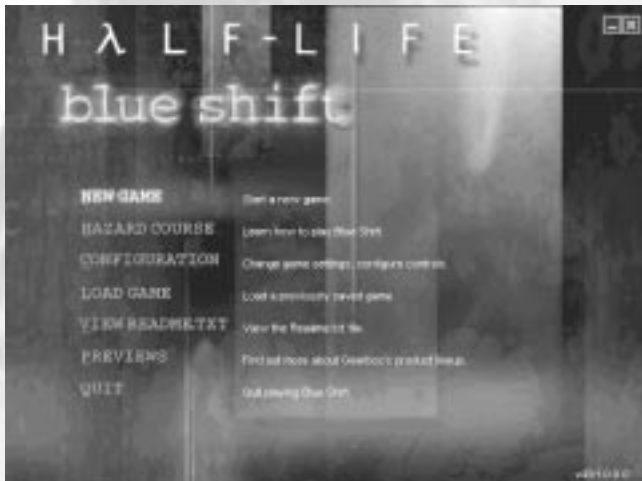 HλLF-LIFE
blue shift
NEW GAME Start a new game.
HAZARD COURSE Learn how to play Blue Shift.
CONFIGURATION Change game settings, configure controls.
LOAD GAME Load a previously saved game.
VIEW README.TXT View the Readme.txt file.
PREVIEWS Find out more about Gearbox's product lineup.
QUIT Quit playing Blue Shift.